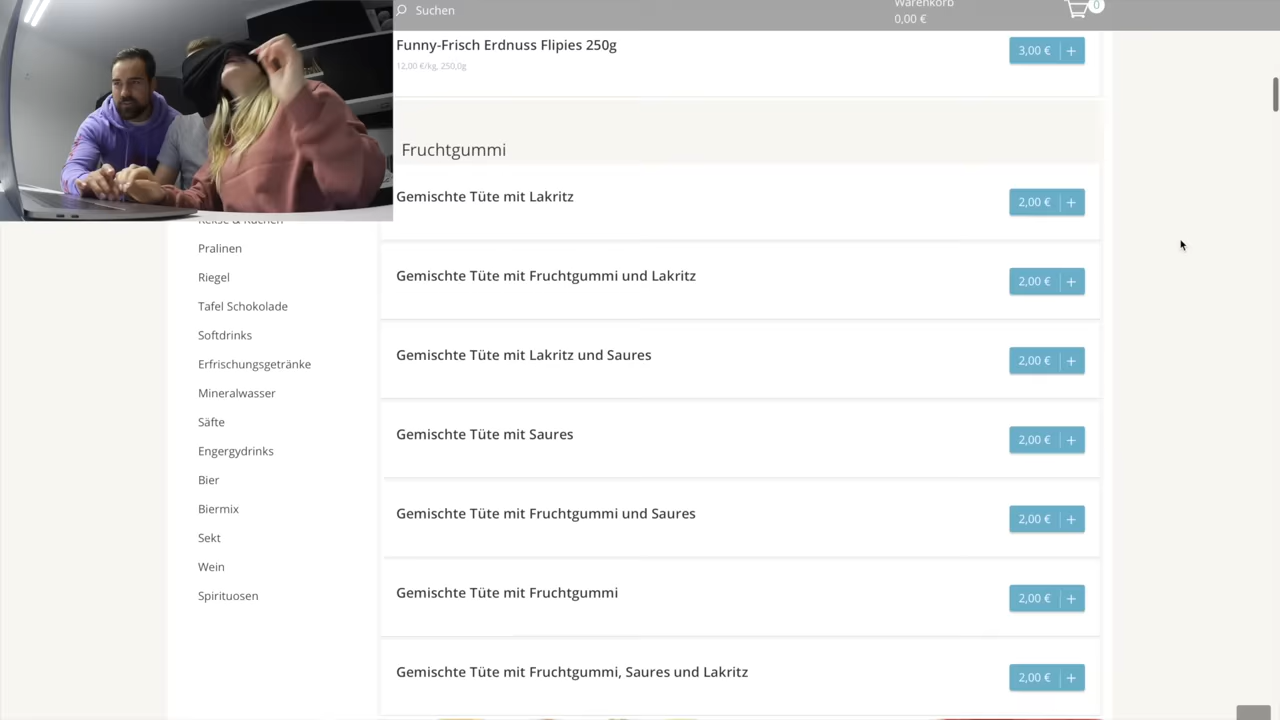 Suchen
Warenkorb
0,00 €
0
Funny-Frisch Erdnuss Flipies 250g
12,00 €/kg, 250,0g
3,00 €
+
Fruchtgummi
Gemischte Tüte mit Lakritz
2,00 €
+
Kekse & Kuchen
Pralinen
Riegel
Tafel Schokolade
Softdrinks
Erfrischungsgetränke
Mineralwasser
Säfte
Engergydrinks
Bier
Biermix
Sekt
Wein
Spirituosen
Gemischte Tüte mit Fruchtgummi und Lakritz
2,00 €
+
Gemischte Tüte mit Lakritz und Saures
2,00 €
+
Gemischte Tüte mit Saures
2,00 €
+
Gemischte Tüte mit Fruchtgummi und Saures
2,00 €
+
Gemischte Tüte mit Fruchtgummi
2,00 €
+
Gemischte Tüte mit Fruchtgummi, Saures und Lakritz
2,00 €
+